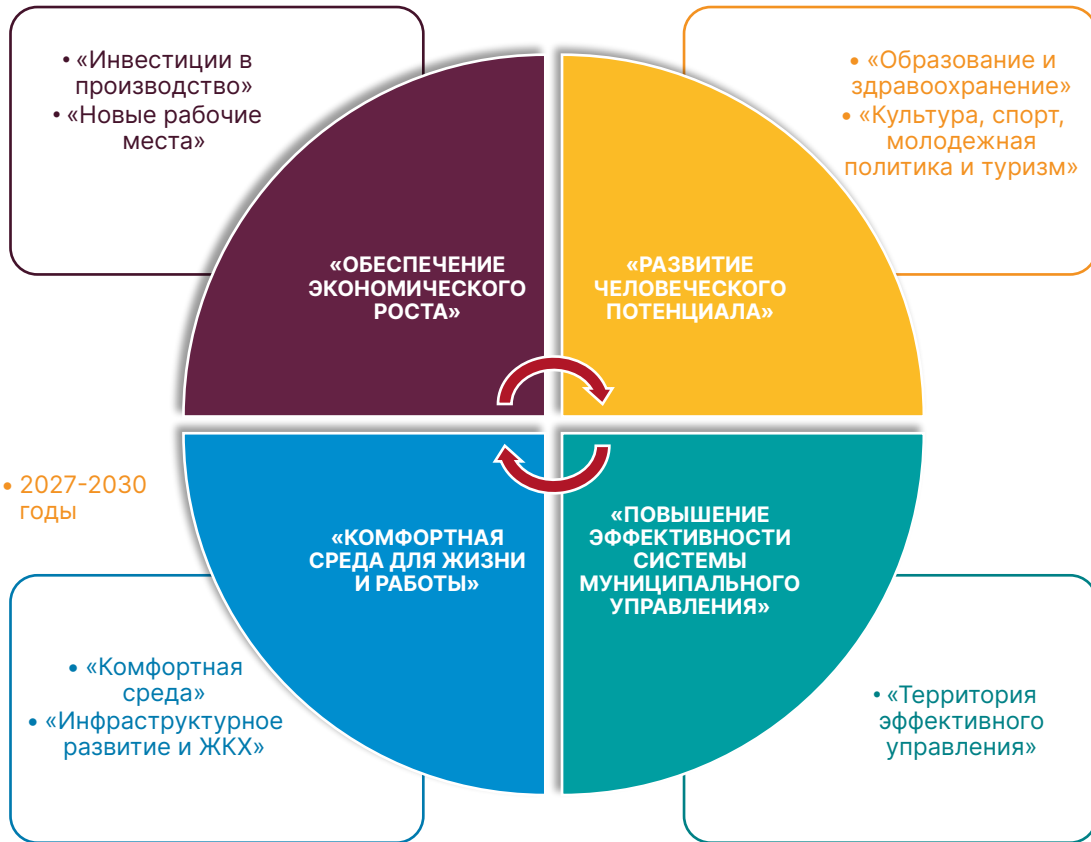 • «Инвестиции в
производство»
• «Новые рабочие
места»
• «Образование и
здравоохранение»
• «Культура, спорт,
молодежная
политика и туризм»
«ОБЕСПЕЧЕНИЕ
ЭКОНОМИЧЕСКОГО
РОСТА»
«РАЗВИТИЕ
ЧЕЛОВЕЧЕСКОГО
ПОТЕНЦИАЛА»
• 2027-2030
годы
«КОМФОРТНАЯ
СРЕДА ДЛЯ ЖИЗНИ
И РАБОТЫ»
«ПОВЫШЕНИЕ
ЭФФЕКТИВНОСТИ
СИСТЕМЫ
МУНИЦИПАЛЬНОГО
УПРАВЛЕНИЯ»
• «Комфортная
среда»
• «Инфраструктурное
развитие и ЖКХ»
• «Территория
эффективного
управления»